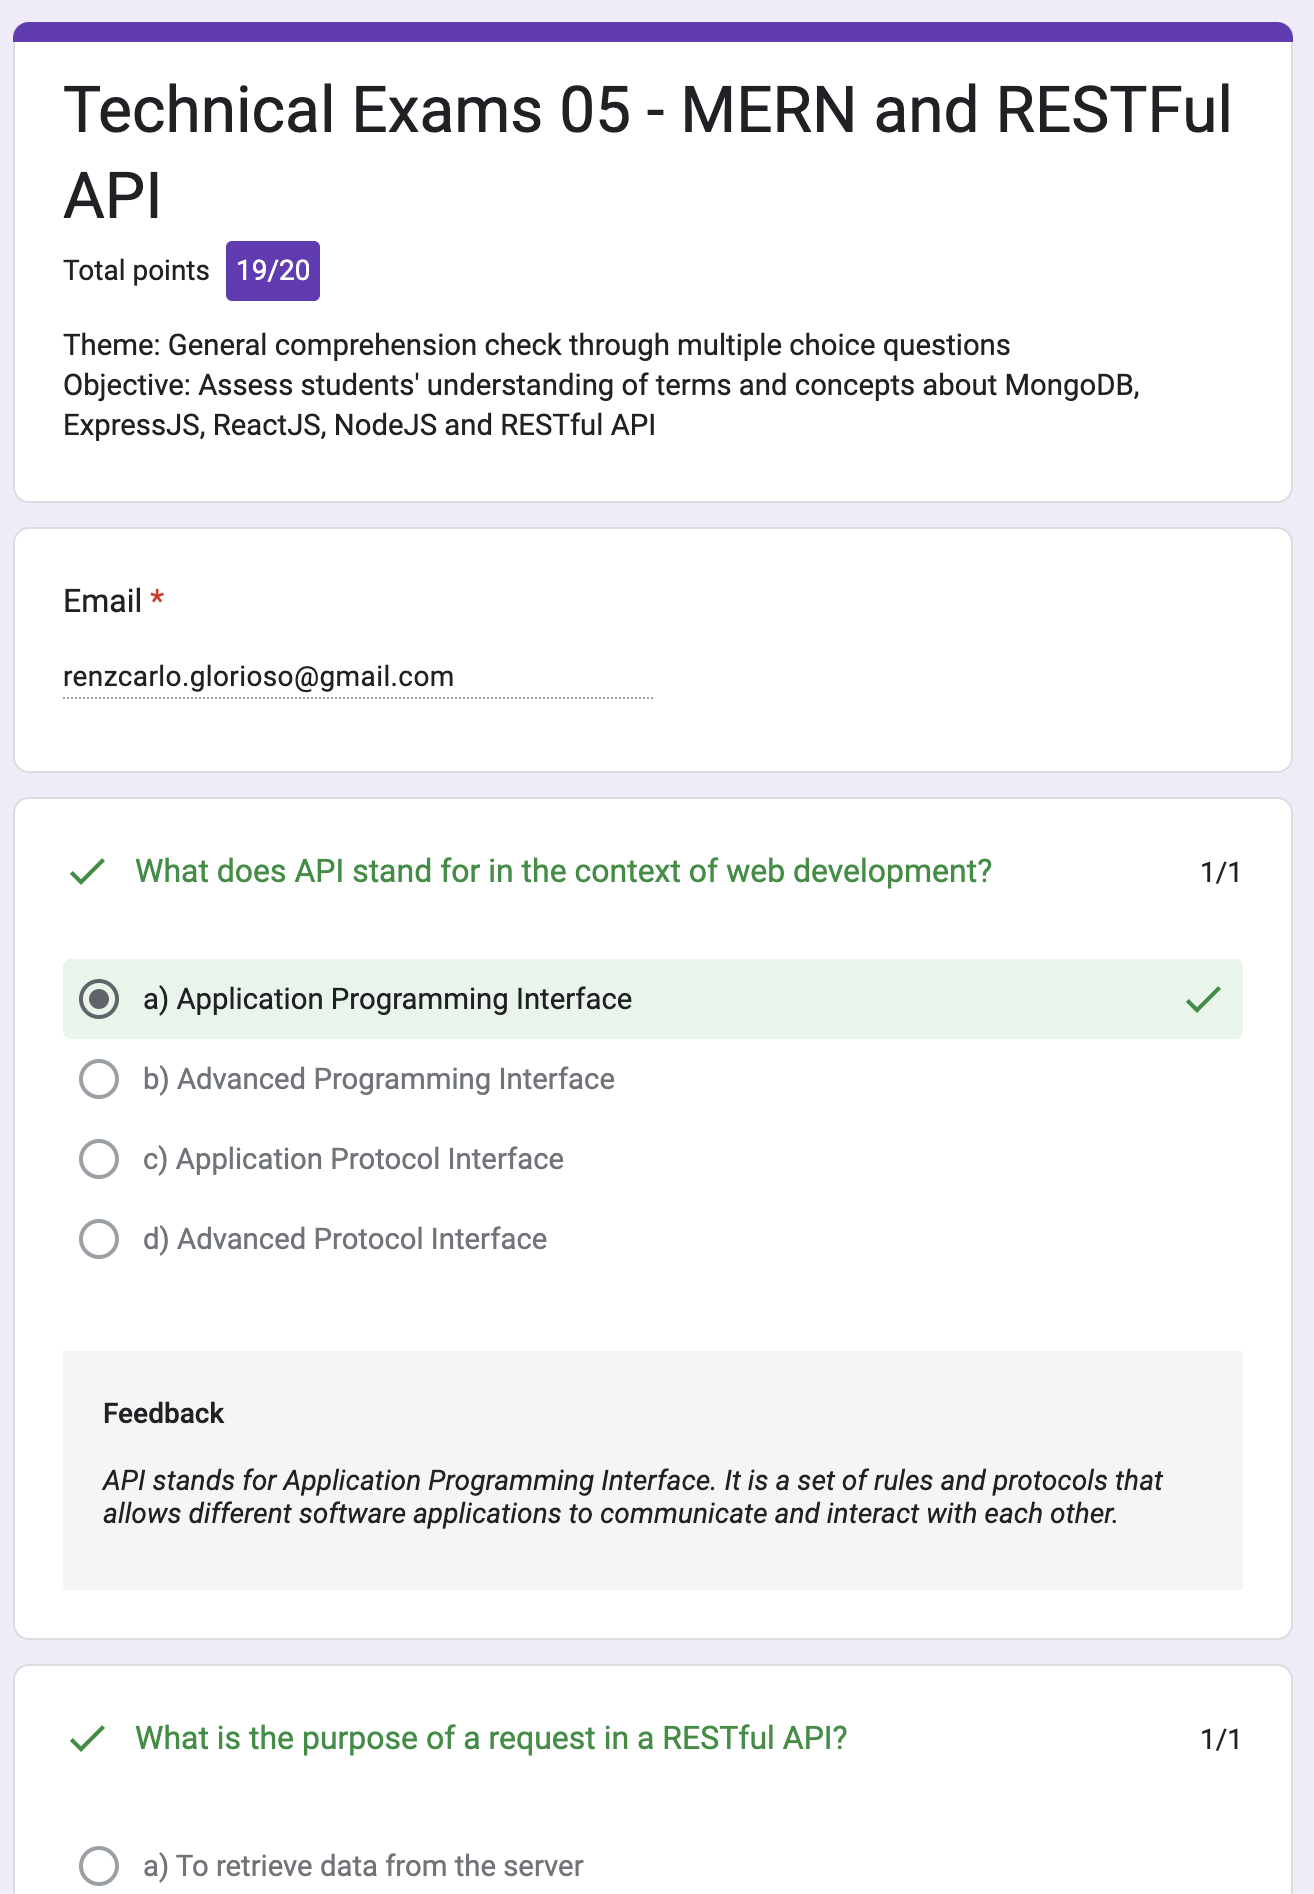 Technical Exams 05 - MERN and RESTFul
API
Total points 19/20
Theme: General comprehension check through multiple choice questions
Objective: Assess students' understanding of terms and concepts about MongoDB,
ExpressJS, ReactJS, NodeJS and RESTful API
Email *
renzcarlo.glorioso@gmail.com
What does API stand for in the context of web development? 1/1
a) Application Programming Interface
b) Advanced Programming Interface
c) Application Protocol Interface
d) Advanced Protocol Interface
Feedback
API stands for Application Programming Interface. It is a set of rules and protocols that
allows different software applications to communicate and interact with each other.
What is the purpose of a request in a RESTful API? 1/1
a) To retrieve data from the server